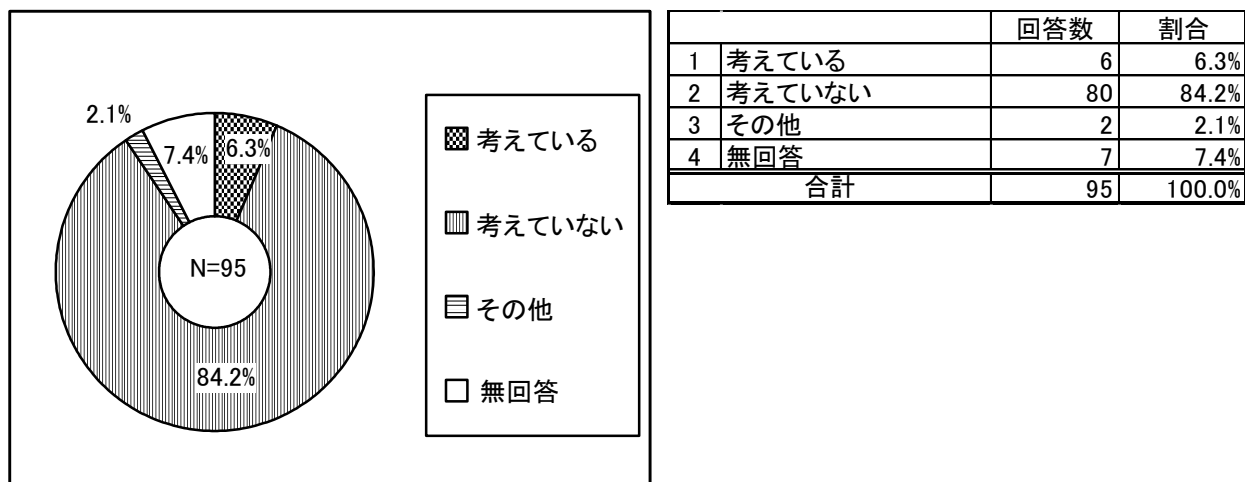 2.1%
7.4%
6.3%
N=95
84.2%
考えている
考えていない
その他
無回答
回答数 割合
1 考えている 6 6.3%
2 考えていない 80 84.2%
3 その他 2 2.1%
4 無回答 7 7.4%
合計 95 100.0%